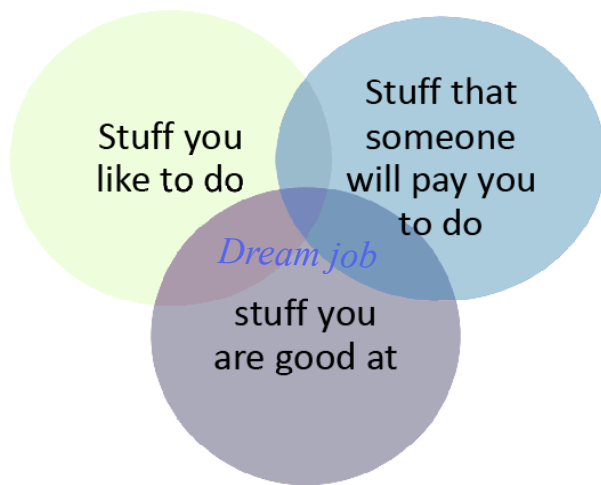 Stuff you
like to do
Stuff that
someone
will pay you
to do
Dream job
stuff you
are good at